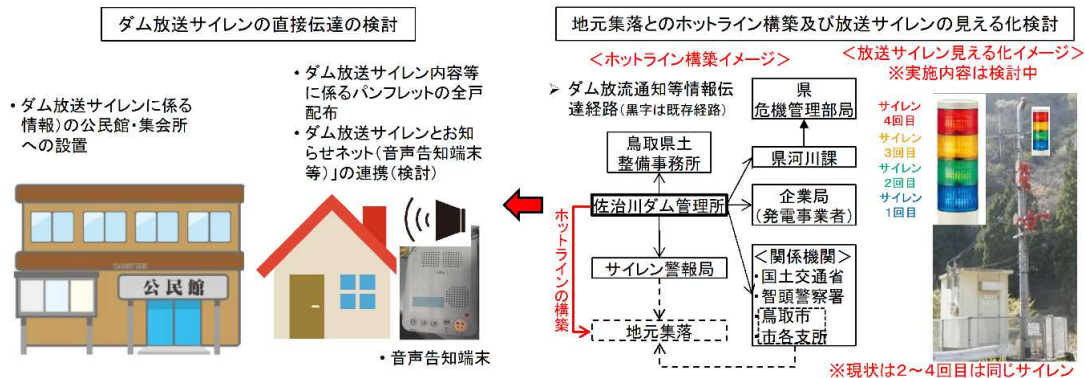 ダム放送サイレンの直接伝達の検討
・ダム放送サイレンに係る
情報）の公民館・集会所
への設置
・ダム放送サイレン内容等
に係るパンフレットの全戸
配布
・ダム放送サイレンとお知
らせネット（音声告知端末
等）」の連携（検討）
公民館
・音声告知端末
地元集落とのホットライン構築及び放送サイレンの見える化検討
＜ホットライン構築イメージ＞
➢ ダム放流通知等情報伝
達経路（黒字は既存経路）
県
危機管理部局
鳥取県土
整備事務所
県河川課
佐治川ダム管理所
企業局
（発電事業者）
ホットラインの構築
サイレン警報局
地元集落
＜関係機関＞
・国土交通省
・智頭警察署
・鳥取市
・市各支所
＜放送サイレン見える化イメージ＞
※実施内容は検討中
サイレン
4回目
サイレン
3回目
サイレン
2回目
サイレン
1回目
※現状は２～４回目は同じサイレン